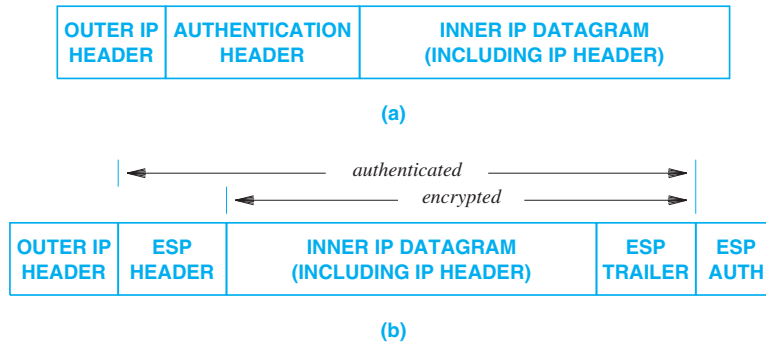 OUTER IP HEADER
AUTHENTICATION HEADER
INNER IP DATAGRAM
(INCLUDING IP HEADER)
(a)
authenticated
encrypted
OUTER IP HEADER
ESP HEADER
INNER IP DATAGRAM
(INCLUDING IP HEADER)
ESP TRAILER
ESP AUTH
(b)